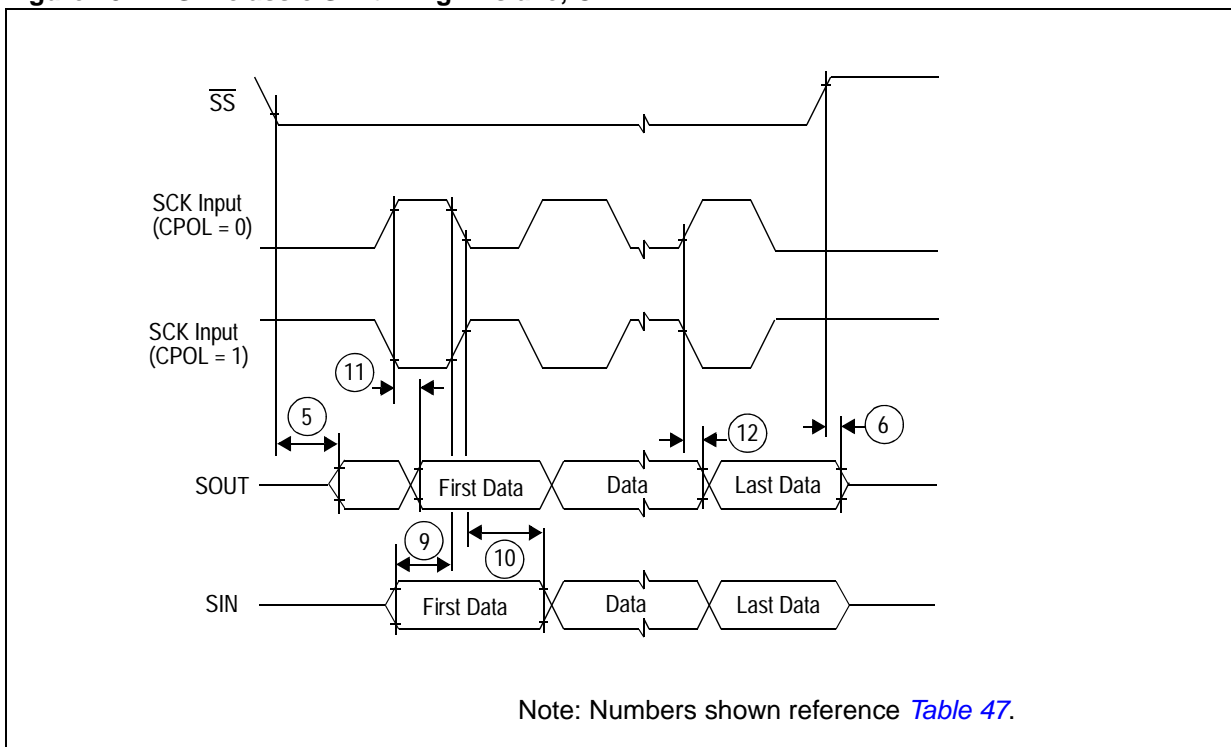 SS
SCK Input
(CPOL = 0)
SCK Input
(CPOL = 1)
11
5
12
6
SOUT
First Data
Data
Last Data
9
10
SIN
First Data
Data
Last Data
Note: Numbers shown reference Table 47.